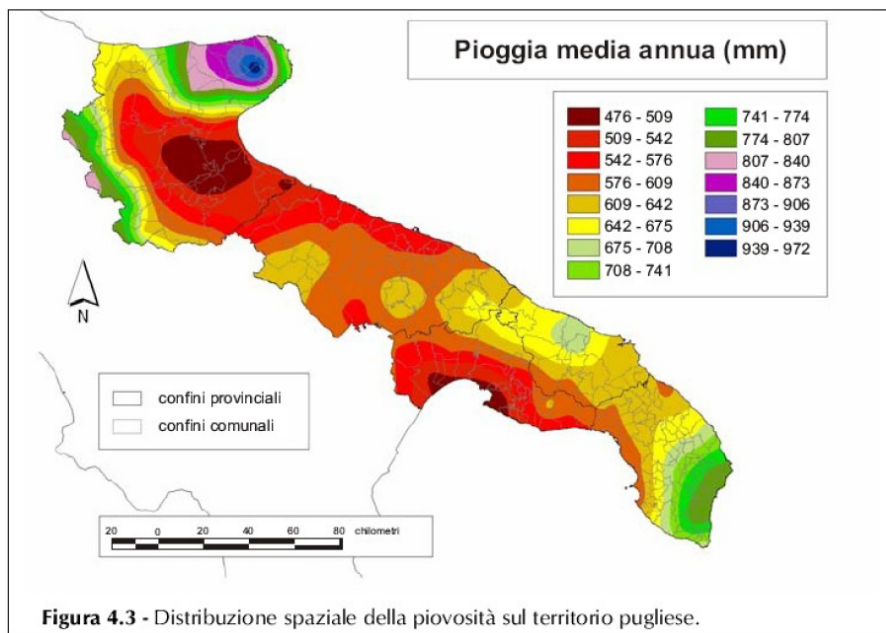 Pioggia media annua (mm)
476 - 509
509 - 542
542 - 576
576 - 609
609 - 642
642 - 675
675 - 708
708 - 741
741 - 774
774 - 807
807 - 840
840 - 873
873 - 906
906 - 939
939 - 972
N
confini provinciali
confini comunali
20 0 20 40 60 80 chilometri
Figura 4.3 - Distribuzione spaziale della piovosità sul territorio pugliese.